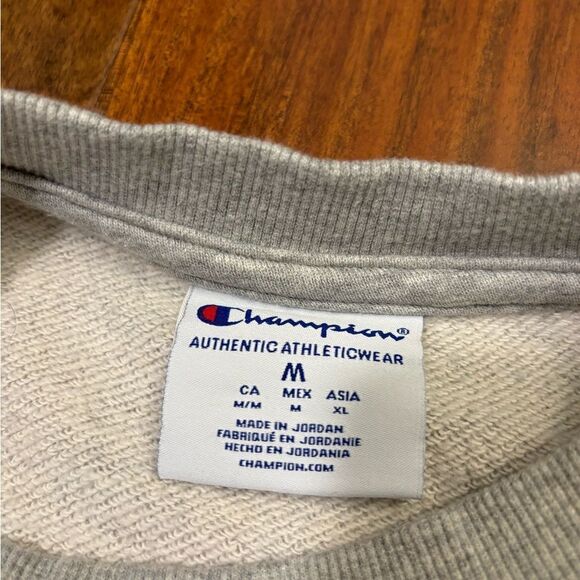 Champion®
AUTHENTIC ATHLETICWEAR
M
CA MEX ASIA
M/M M XL
MADE IN JORDAN
FABRIQUÉ EN JORDANIE
HECHO EN JORDANIA
CHAMPION.COM